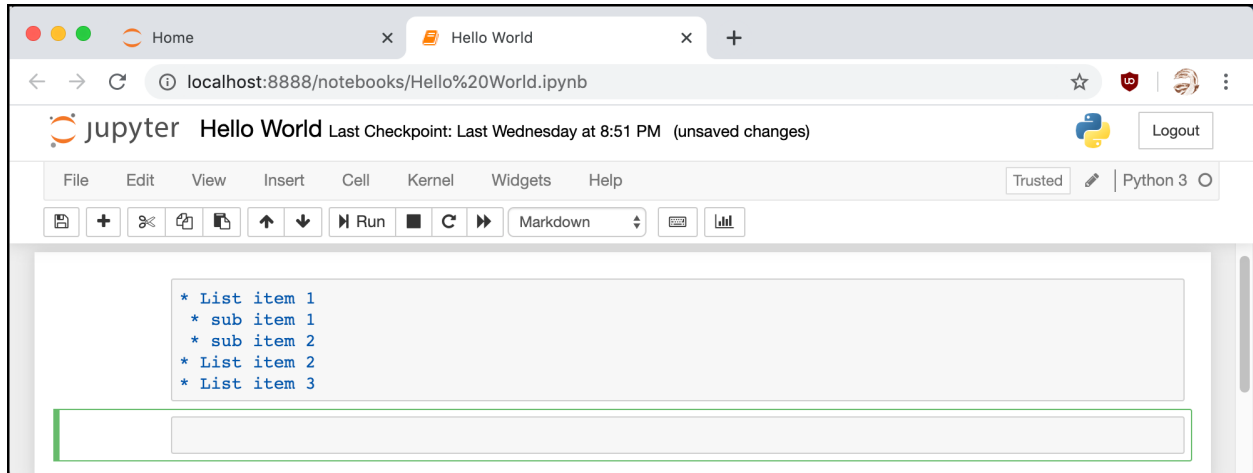 Home
Hello World
localhost:8888/notebooks/Hello%20World.ipynb
jupyter Hello World Last Checkpoint: Last Wednesday at 8:51 PM (unsaved changes)
Logout
File Edit View Insert Cell Kernel Widgets Help
Trusted Python 3
Run Markdown
* List item 1
* sub item 1
* sub item 2
* List item 2
* List item 3